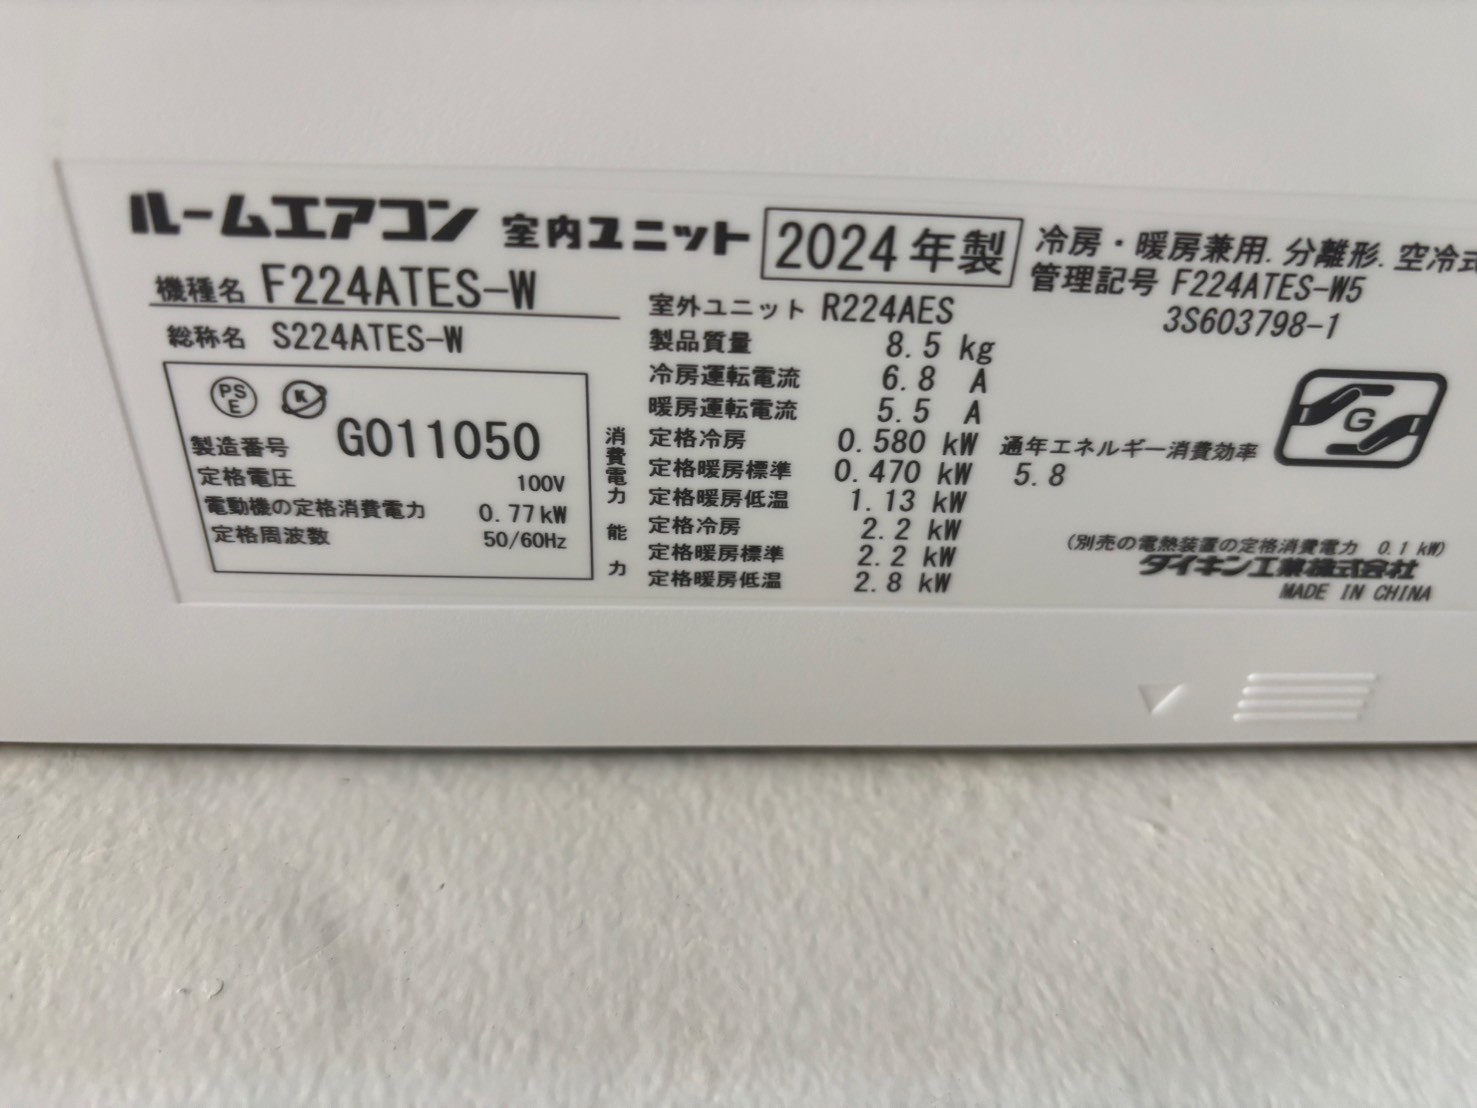 ルームエアコン 室内ユニット 2024年製 冷房・暖房兼用.分離形.空冷式
機種名 F224ATES-W
総称名 S224ATES-W
PS
E
K
製造番号 G011050
定格電圧 100V
電動機の定格消費電力 0.77kW
定格周波数 50/60Hz
室外ユニット R224AES
製品質量 8.5 kg
冷房運転電流 6.8 A
暖房運転電流 5.5 A
消費電力
定格冷房 0.580 kW
定格暖房標準 0.470 kW
定格暖房低温 1.13 kW
能力
定格冷房 2.2 kW
定格暖房標準 2.2 kW
定格暖房低温 2.8 kW
管理記号 F224ATES-W5
3S603798-1
G
通年エネルギー消費効率
5.8
(別売の電熱装置の定格消費電力 0.1 kW)
ダイキン工業株式会社
MADE IN CHINA